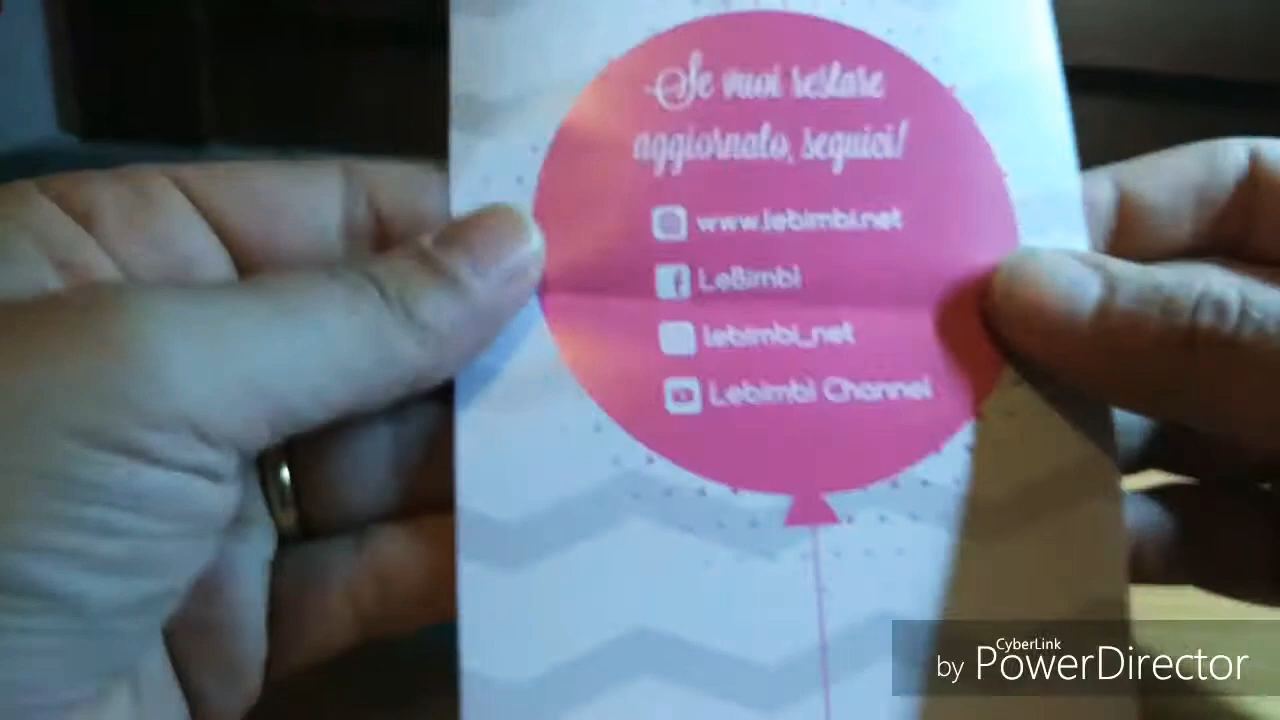 Se vuoi restare
aggiornato, seguici!
www.lebimbi.net
LeBimbi
lebimbi_net
Lebimbi Channel
CyberLink
by PowerDirector